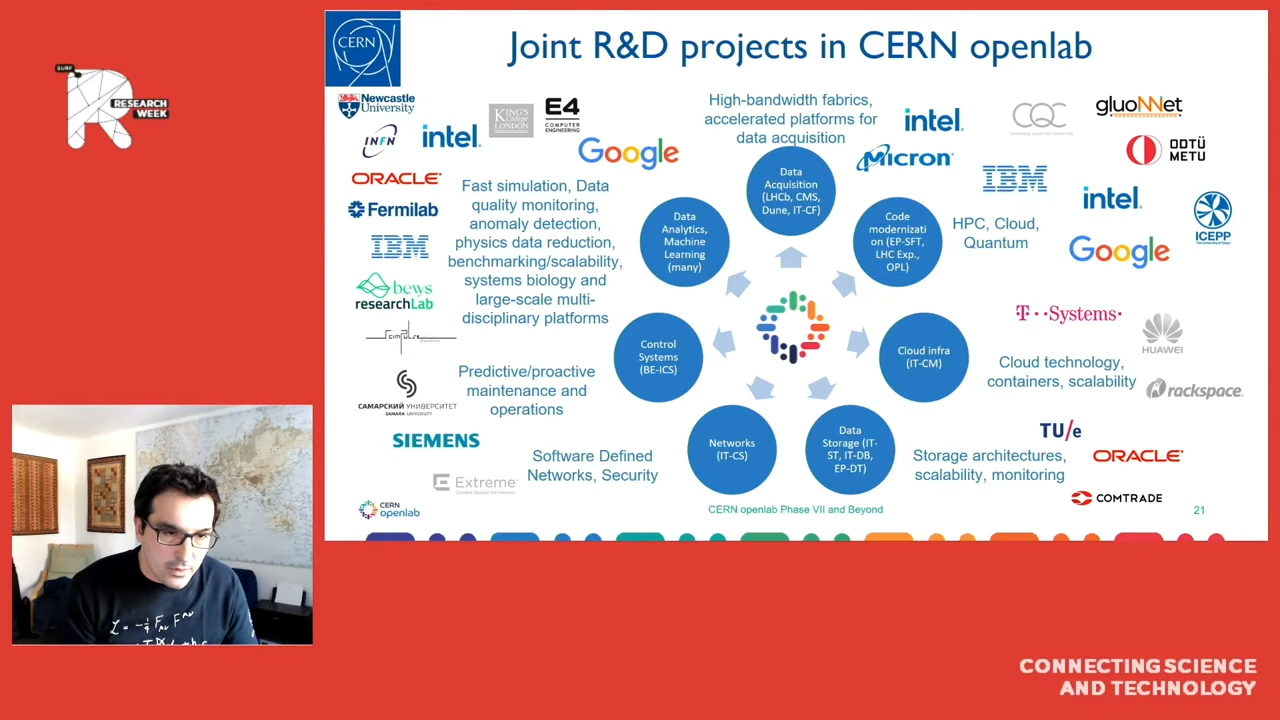 SURF
RESEARCH
WEEK
CERN
Joint R&D projects in CERN openlab
Newcastle
University
INFN
intel.
KING'S
College
LONDON
E4
COMPUTER
ENGINEERING
Google
ORACLE
Fermilab
IBM
bews
researchLab
САМАРСКИЙ УНИВЕРСИТЕТ
SAMARA UNIVERSITY
SIEMENS
Extreme
CERN
openlab
Fast simulation, Data
quality monitoring,
anomaly detection,
physics data reduction,
benchmarking/scalability,
systems biology and
large-scale multi-
disciplinary platforms
Predictive/proactive
maintenance and
operations
Software Defined
Networks, Security
High-bandwidth fabrics,
accelerated platforms for
data acquisition
Data
Acquisition
(LHCb, CMS,
Dune, IT-CF)
Data
Analytics,
Machine
Learning
(many)
Code
modernizati
on (EP-SFT,
LHC Exp.,
OPL)
Control
Systems
(BE-ICS)
Cloud infra
(IT-CM)
Networks
(IT-CS)
Data
Storage (IT-
ST, IT-DB,
EP-DT)
intel.
Micron
CQC
CAMBRIDGE QUANTUM COMPUTING
gluoNNet
IBM
ODTÜ
METU
intel.
ICEPP
HPC, Cloud,
Quantum
Google
T··Systems·
HUAWEI
Cloud technology,
containers, scalability
rackspace.
TU/e
Storage architectures,
scalability, monitoring
ORACLE
COMTRADE
CERN openlab Phase VII and Beyond
21
CONNECTING SCIENCE
AND TECHNOLOGY